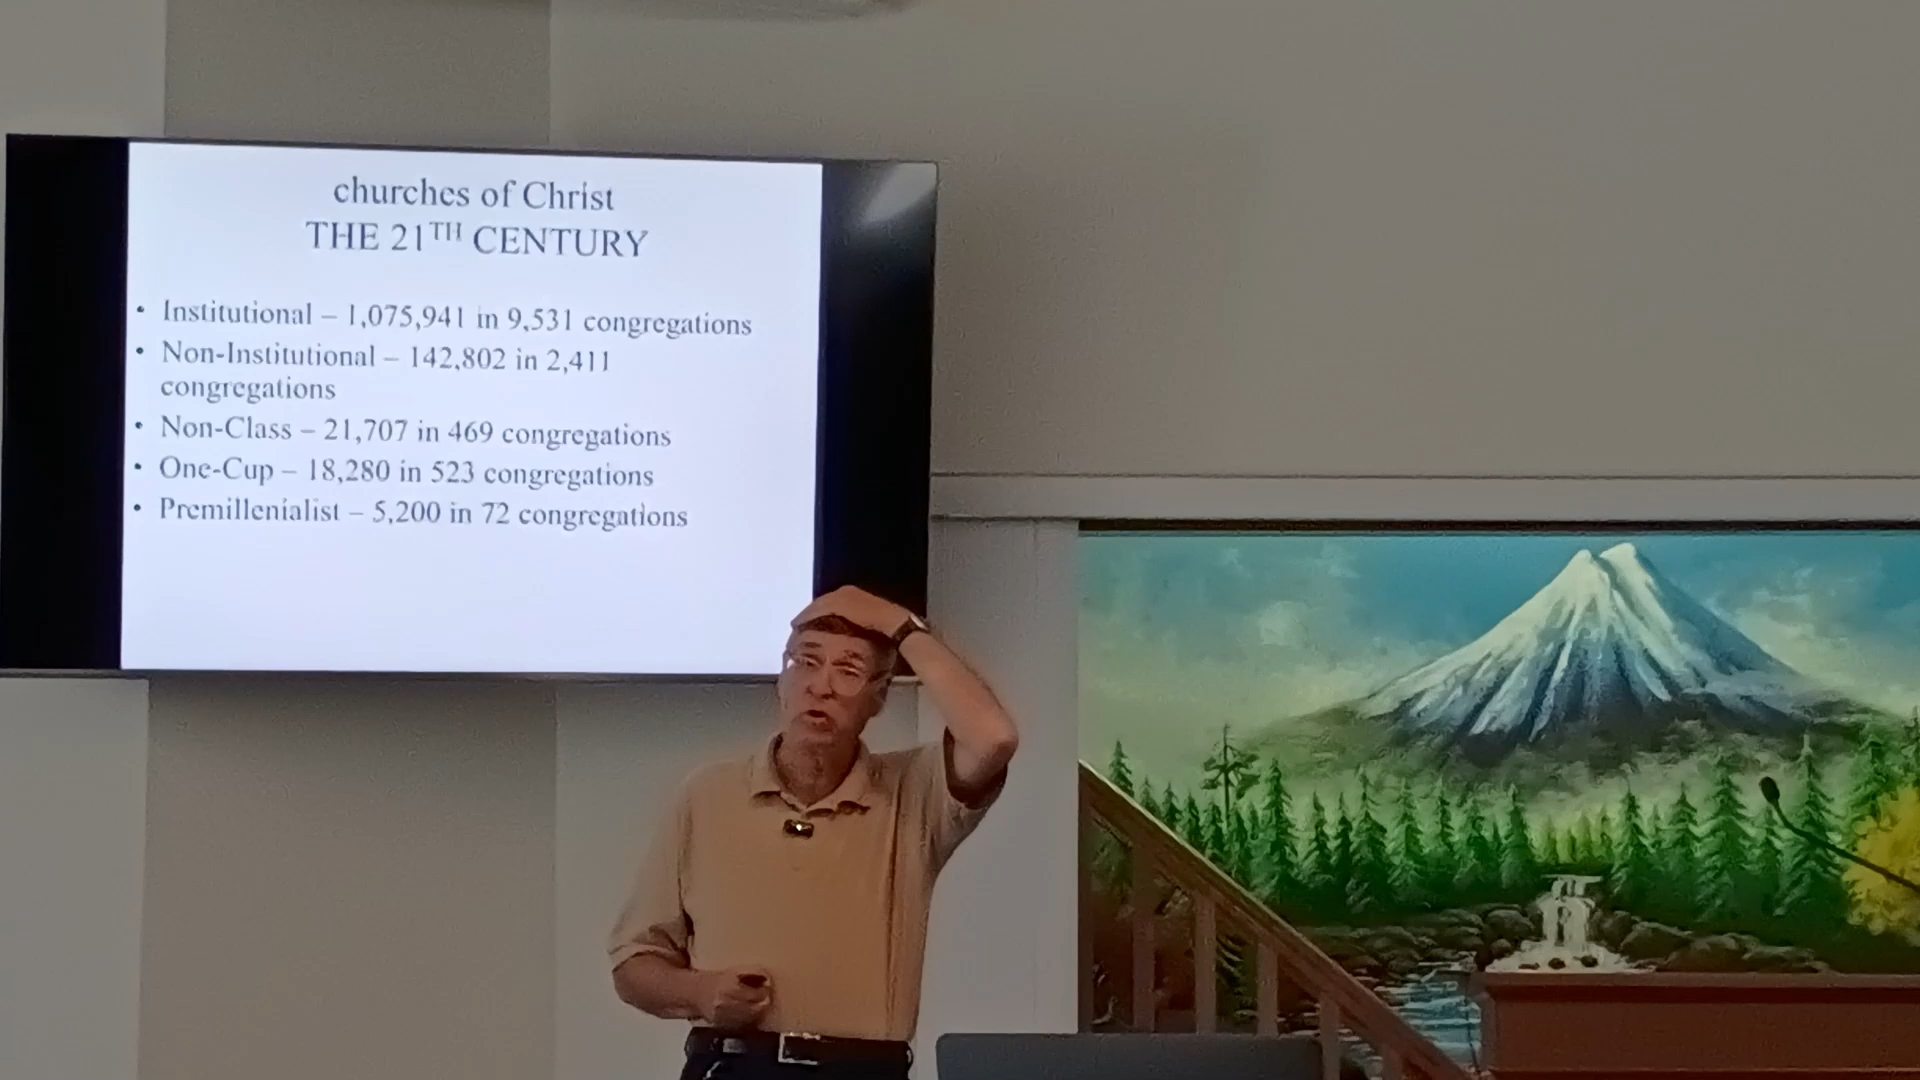 churches of Christ
THE 21TH CENTURY
• Institutional – 1,075,941 in 9,531 congregations
• Non-Institutional – 142,802 in 2,411
congregations
• Non-Class – 21,707 in 469 congregations
• One-Cup – 18,280 in 523 congregations
• Premillenialist – 5,200 in 72 congregations